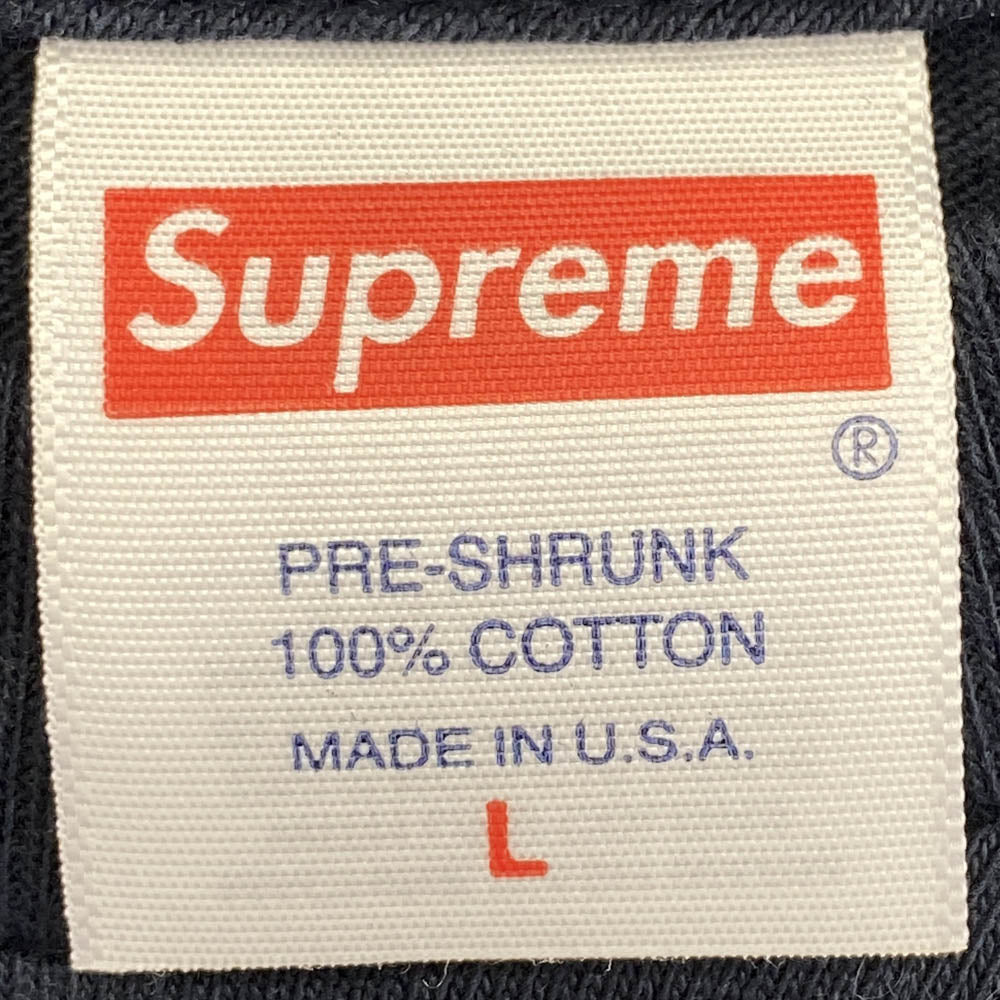 Supreme
®
PRE-SHRUNK
100% COTTON
MADE IN U.S.A.
L